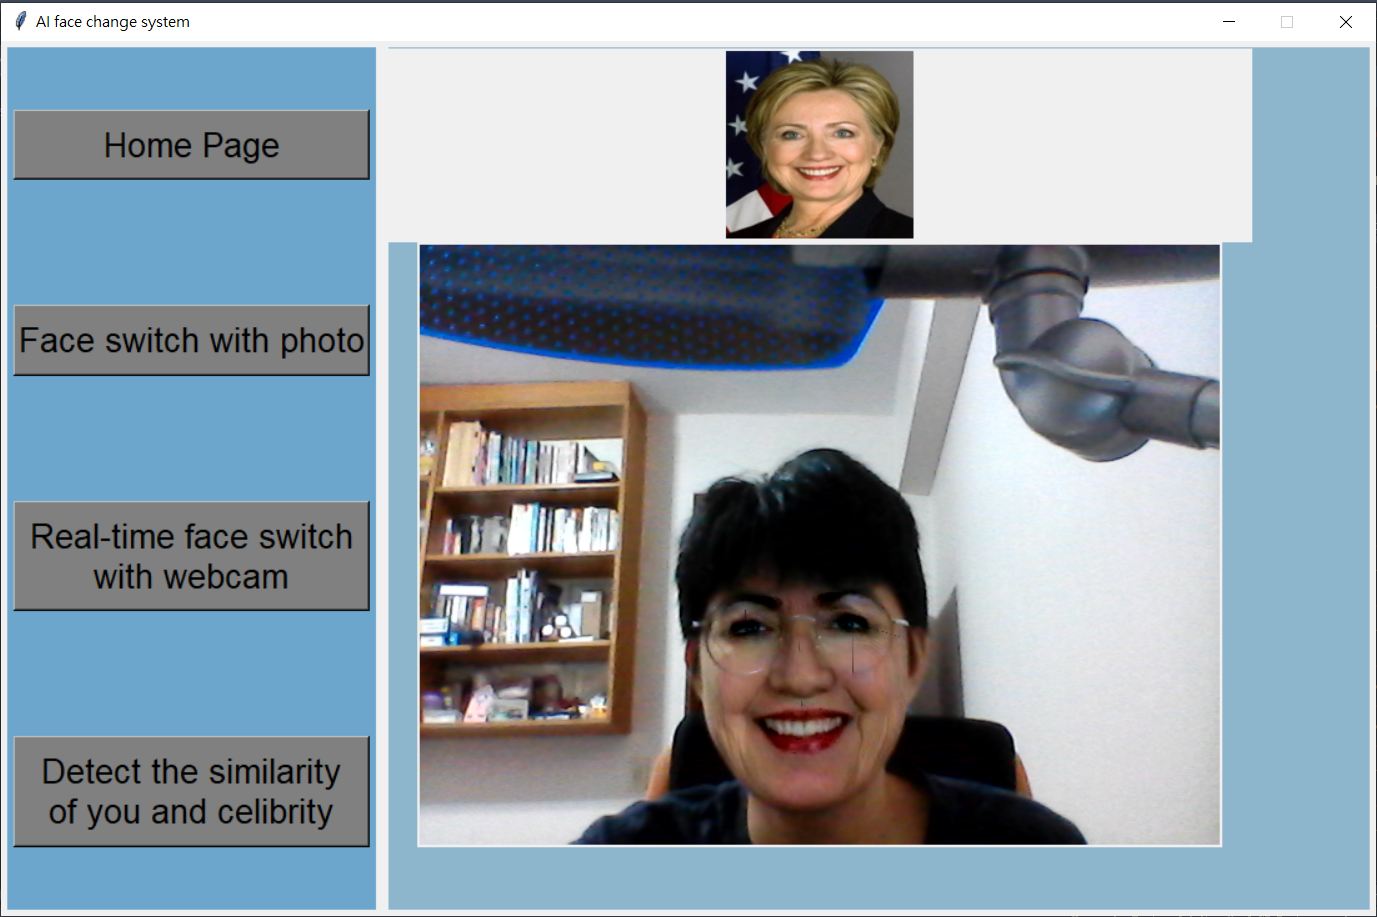 AI face change system
Home Page
Face switch with photo
Real-time face switch
with webcam
Detect the similarity
of you and celibrity